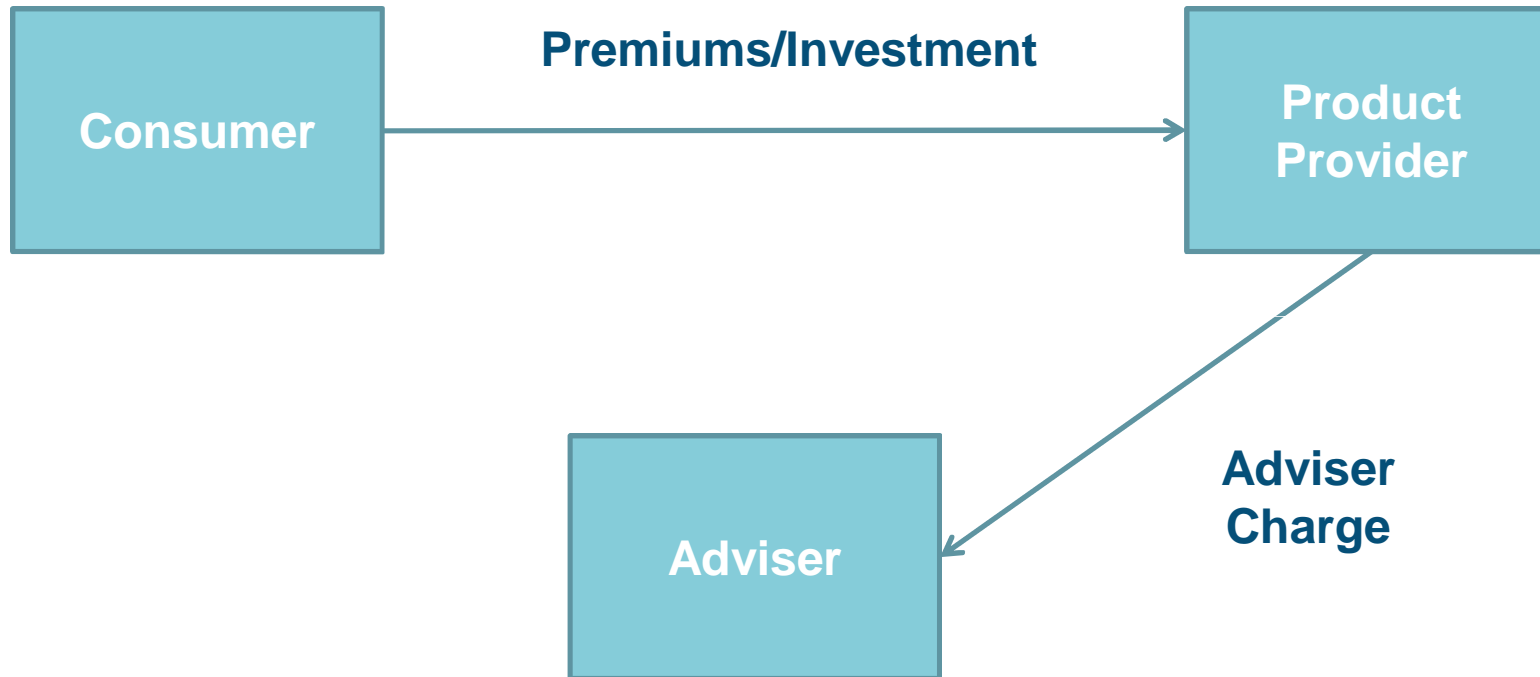 Premiums/Investment
Consumer
Product
Provider
Adviser
Charge
Adviser